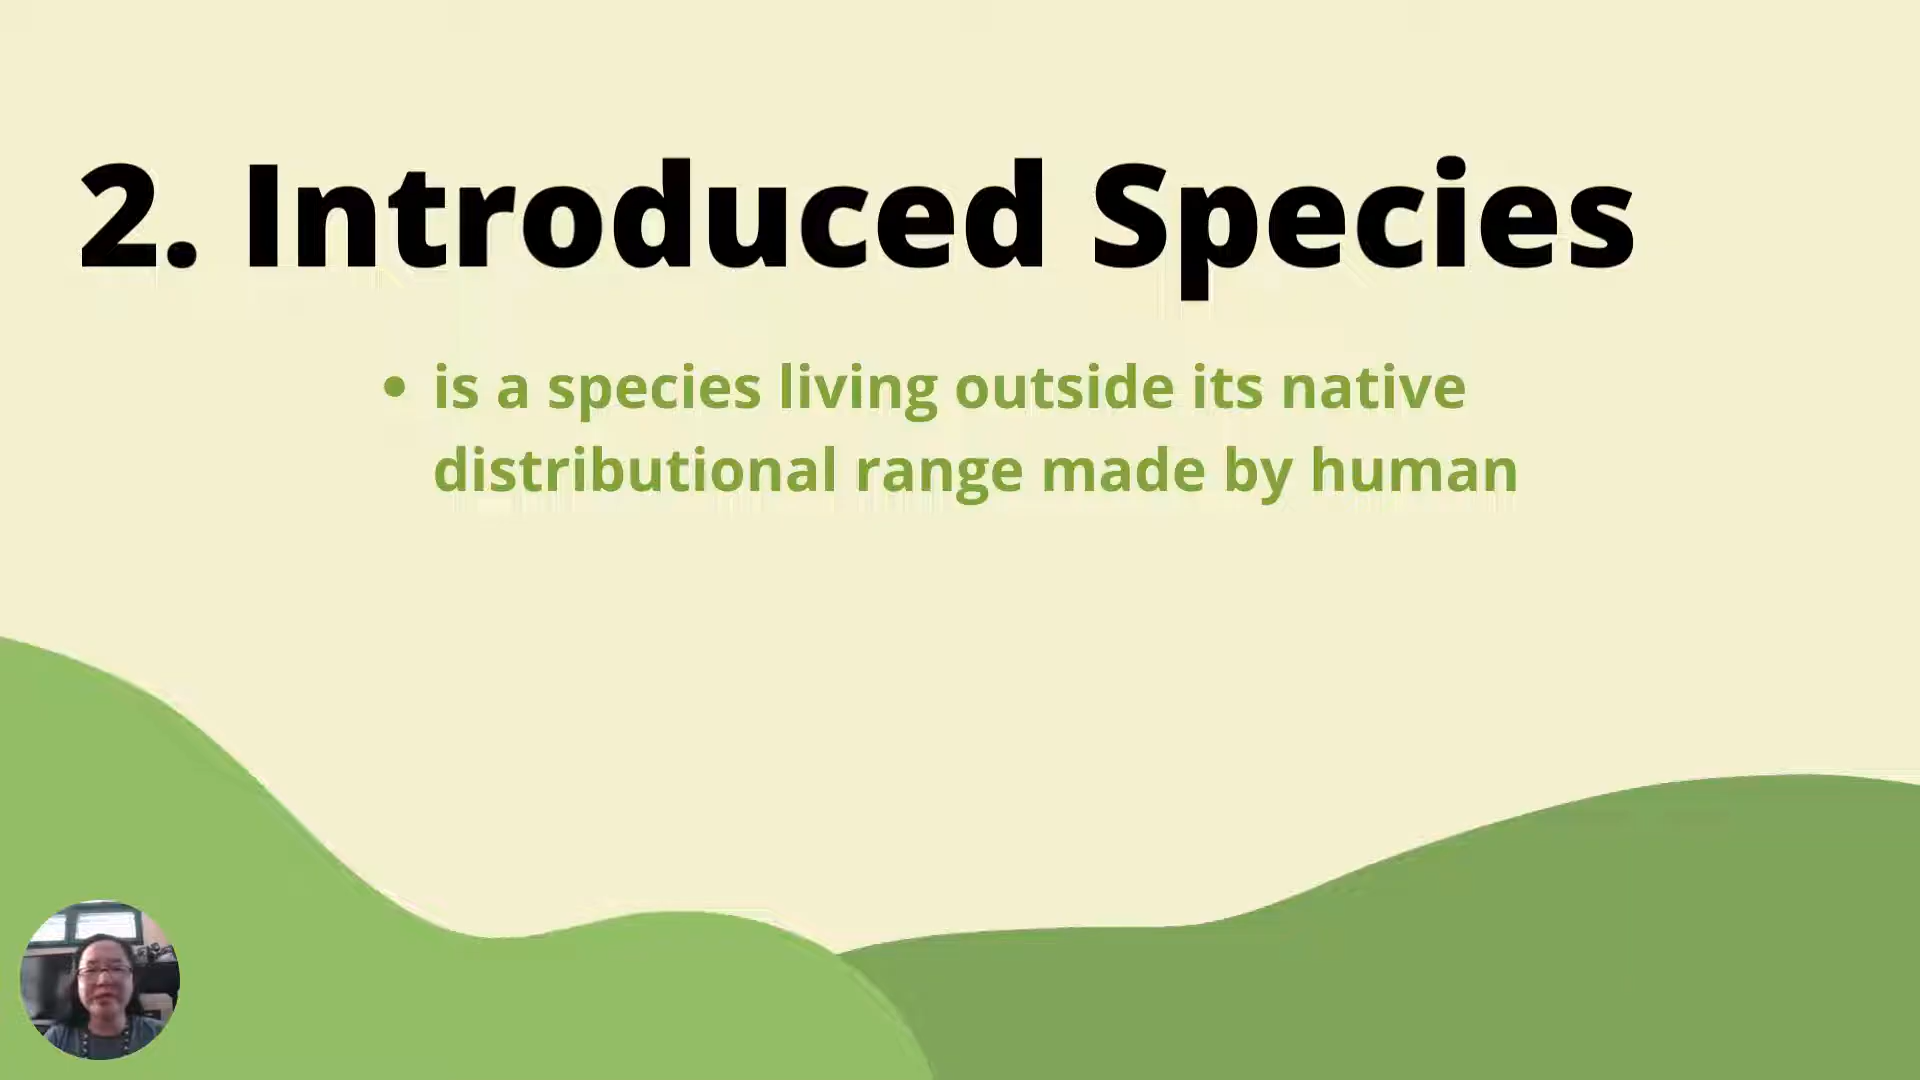 2. Introduced Species
• is a species living outside its native
distributional range made by human